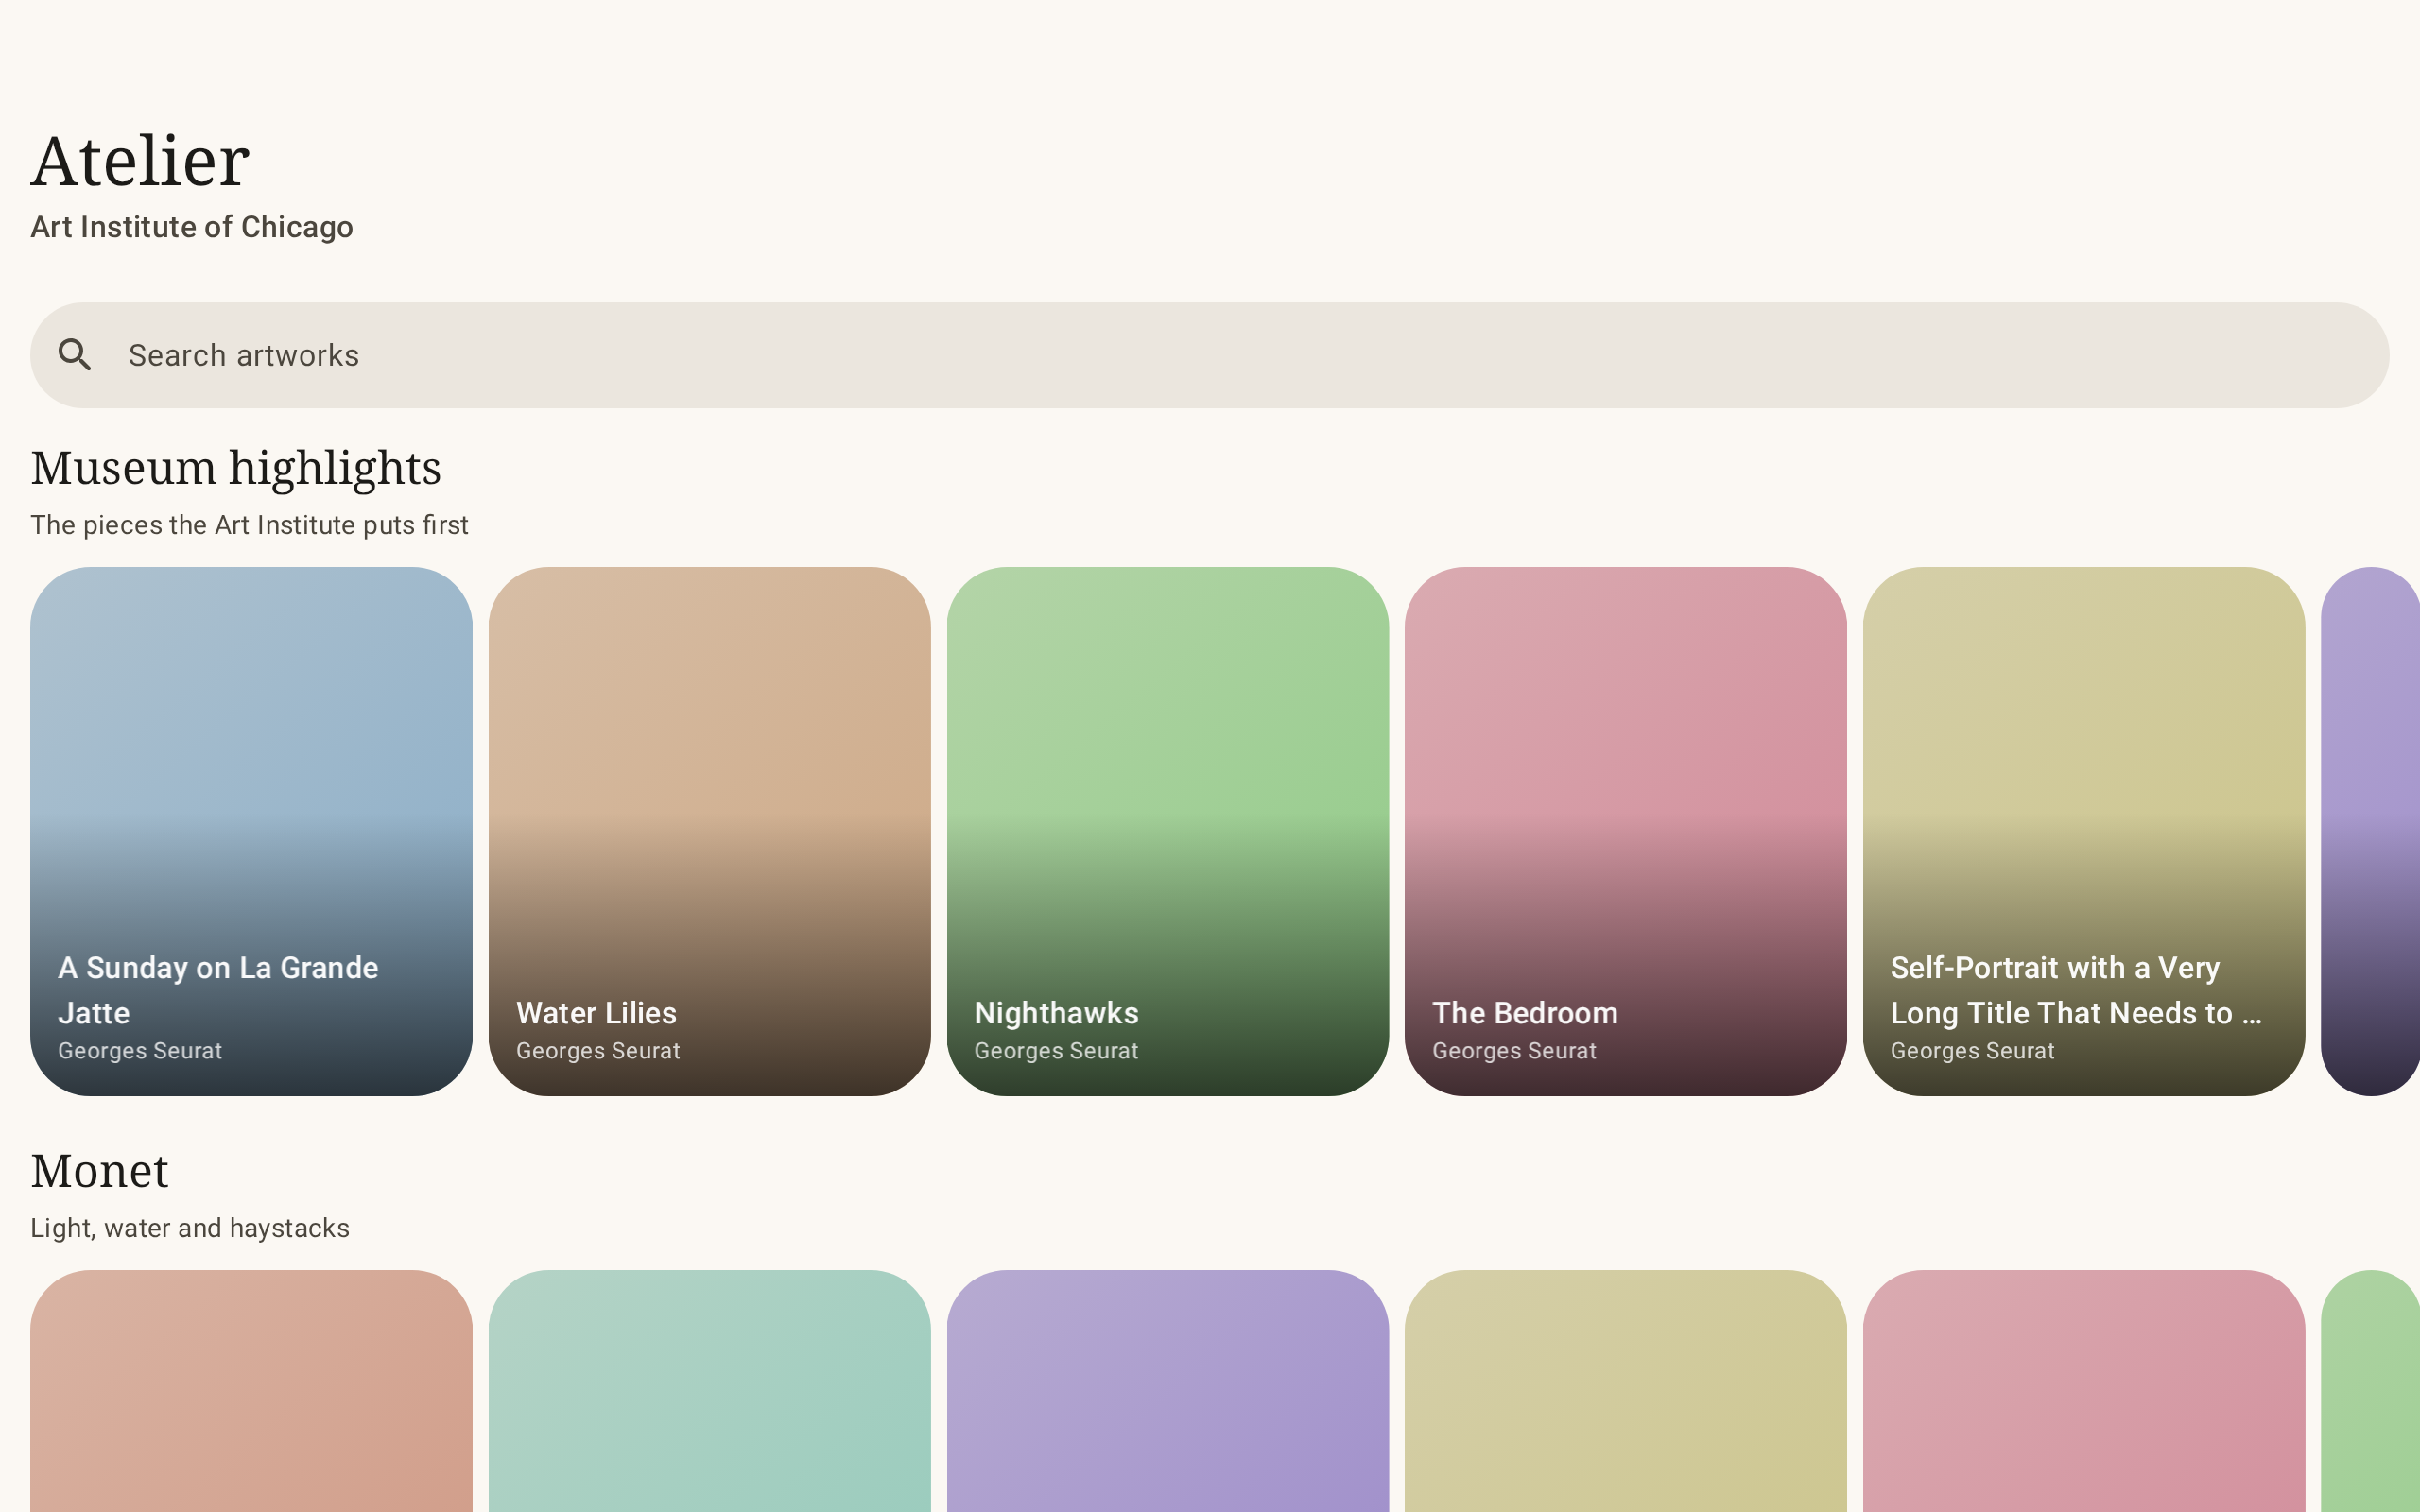 Atelier
Art Institute of Chicago
Search artworks
Museum highlights
The pieces the Art Institute puts first
A Sunday on La Grande
Jatte
Georges Seurat
Water Lilies
Georges Seurat
Nighthawks
Georges Seurat
The Bedroom
Georges Seurat
Self-Portrait with a Very
Long Title That Needs to …
Georges Seurat
Monet
Light, water and haystacks